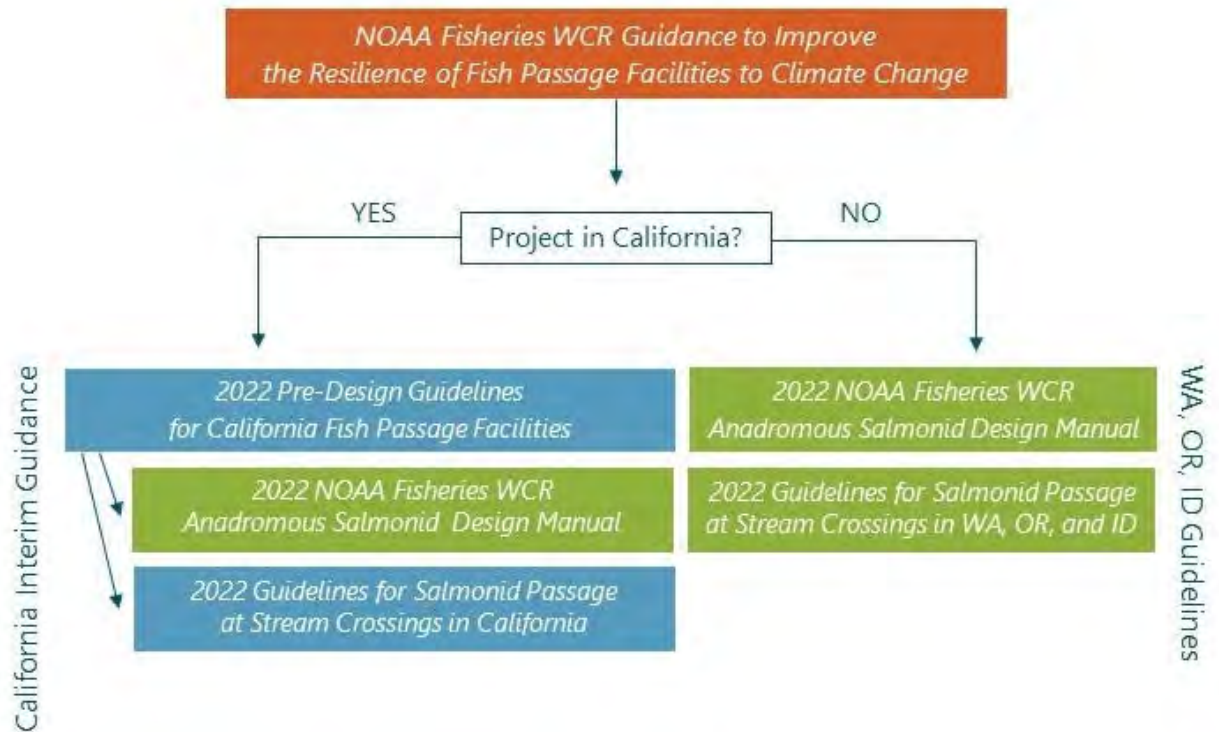 NOAA Fisheries WCR Guidance to Improve
the Resilience of Fish Passage Facilities to Climate Change
YES
NO
Project in California?
California Interim Guidance
2022 Pre-Design Guidelines
for California Fish Passage Facilities
2022 NOAA Fisheries WCR
Anadromous Salmonid Design Manual
2022 Guidelines for Salmonid Passage
at Stream Crossings in California
2022 NOAA Fisheries WCR
Anadromous Salmonid Design Manual
2022 Guidelines for Salmonid Passage
at Stream Crossings in WA, OR, and ID
WA, OR, ID Guidelines